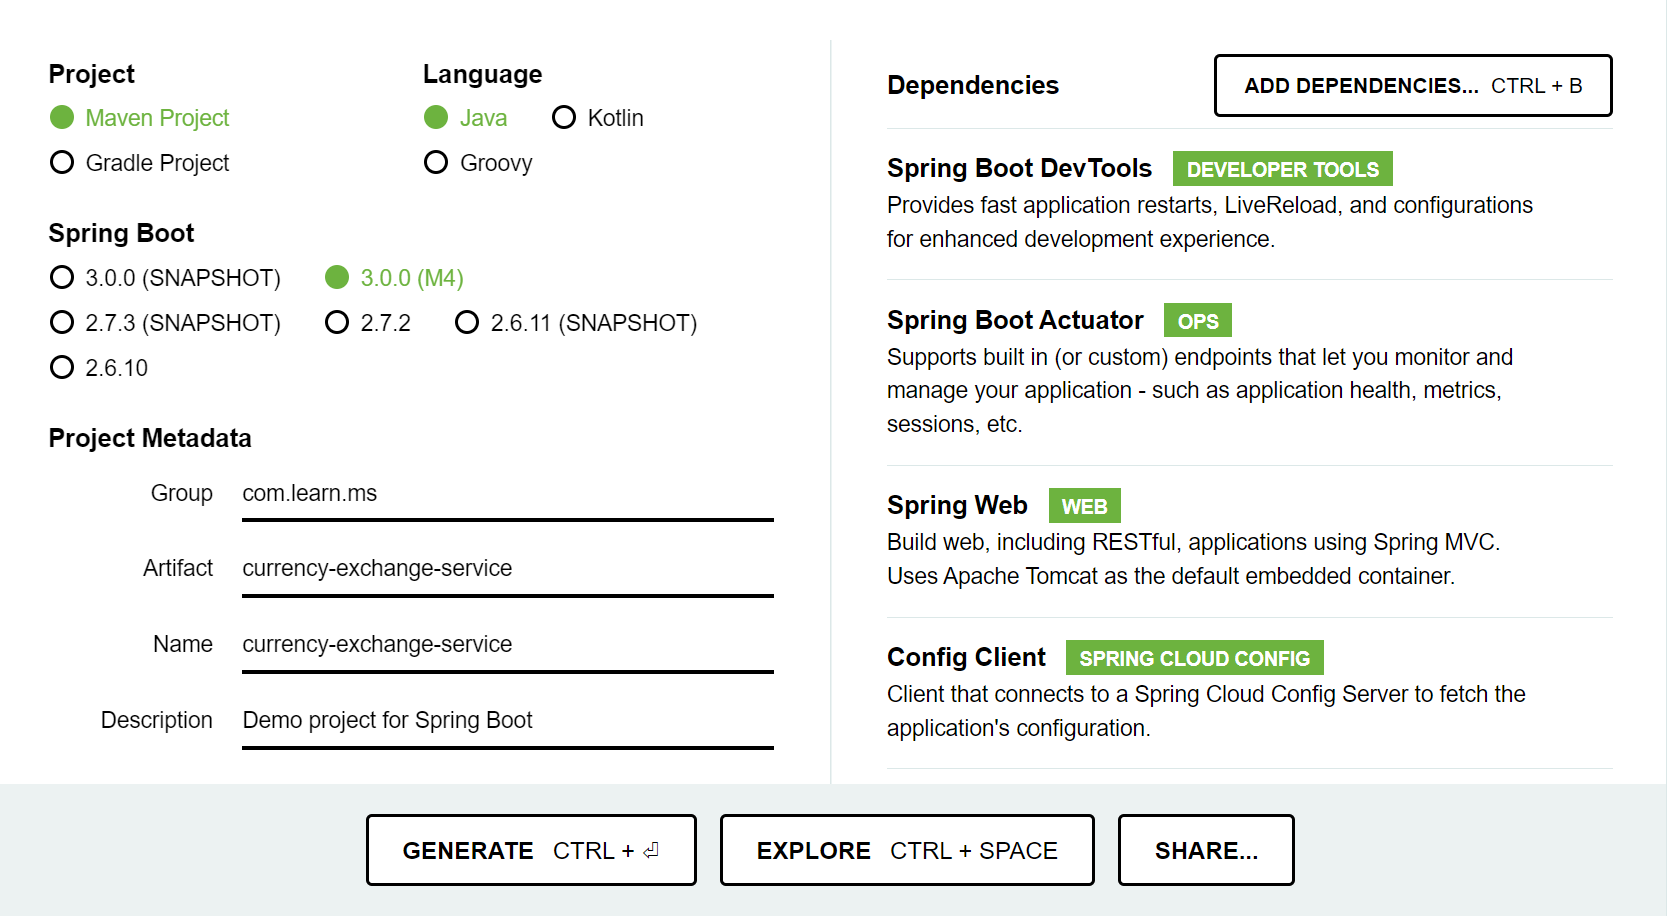 Project
Maven Project
Gradle Project
Language
Java Kotlin
Groovy
Spring Boot
3.0.0 (SNAPSHOT) 3.0.0 (M4)
2.7.3 (SNAPSHOT) 2.7.2 2.6.11 (SNAPSHOT)
2.6.10
Project Metadata
Group com.learn.ms
Artifact currency-exchange-service
Name currency-exchange-service
Description Demo project for Spring Boot
Dependencies ADD DEPENDENCIES... CTRL + B
Spring Boot DevTools DEVELOPER TOOLS
Provides fast application restarts, LiveReload, and configurations
for enhanced development experience.
Spring Boot Actuator OPS
Supports built in (or custom) endpoints that let you monitor and
manage your application - such as application health, metrics,
sessions, etc.
Spring Web WEB
Build web, including RESTful, applications using Spring MVC.
Uses Apache Tomcat as the default embedded container.
Config Client SPRING CLOUD CONFIG
Client that connects to a Spring Cloud Config Server to fetch the
application's configuration.
GENERATE CTRL + ⏎ EXPLORE CTRL + SPACE SHARE...